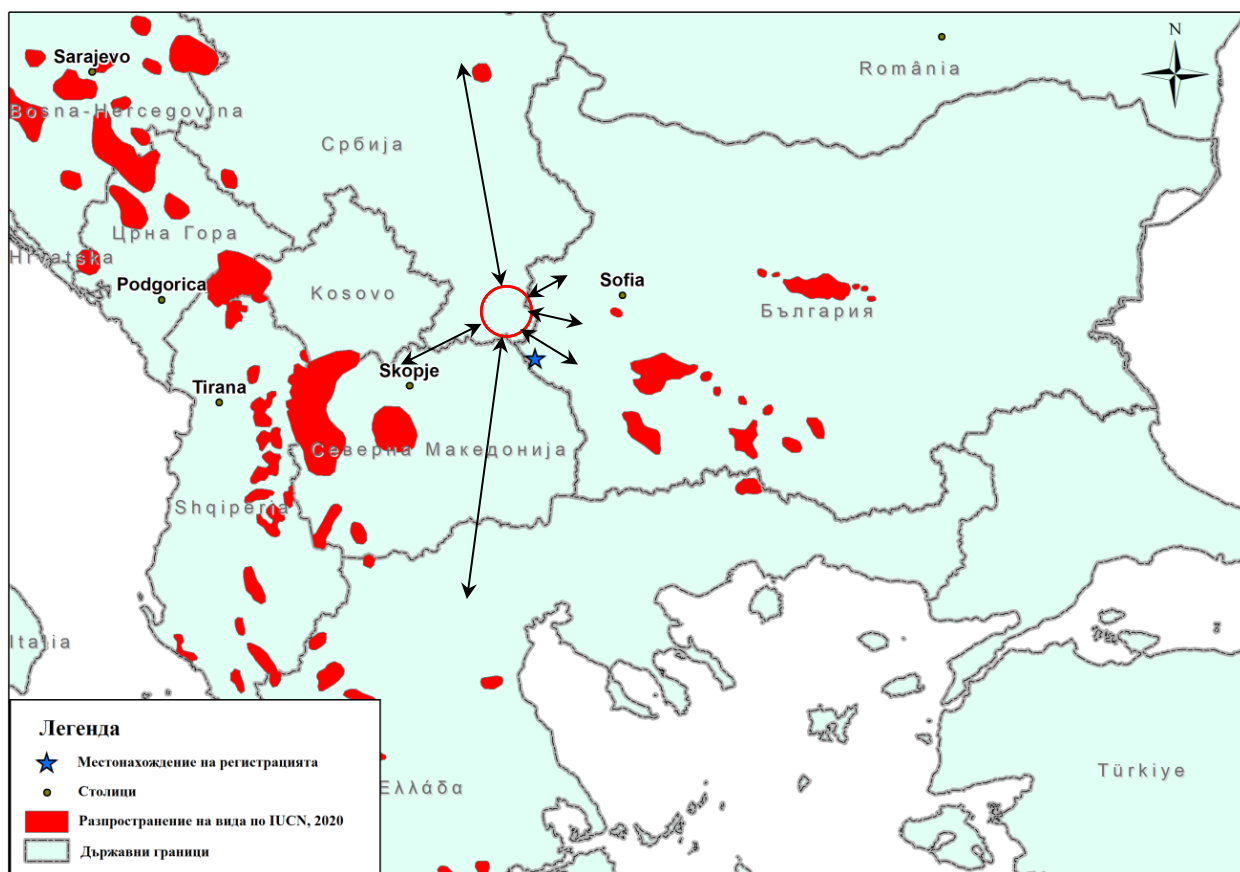 N
Sarajevo
România
Bosna-Hercegovina
Србија
Црна Гора
Hrvatska
Podgorica
Kosovo
Sofia
България
Skopje
Tirana
Северна Македонија
Shqiperia
Italia
Türkiye
Ελλάδα
Легенда
Местонахождение на регистрацията
Столици
Разпространение на вида по IUCN, 2020
Държавни граници